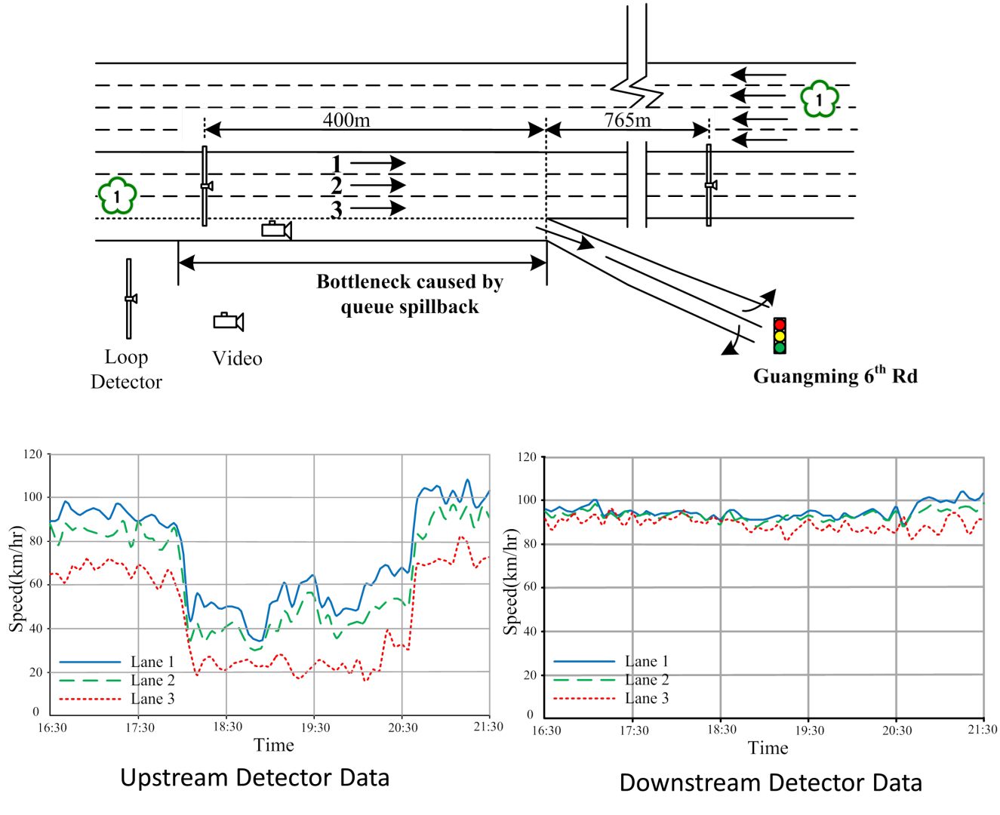 1
400m
765m
1
2
3
1
Bottleneck caused by
queue spillback
Loop
Detector
Video
Guangming 6th Rd
120
100
80
60
40
20
0
Speed(km/hr)
Lane 1
Lane 2
Lane 3
16:30
17:30
18:30
19:30
20:30
21:30
Time
Upstream Detector Data
120
100
80
60
40
20
0
Speed(km/hr)
Lane 1
Lane 2
Lane 3
16:30
17:30
18:30
19:30
20:30
21:30
Time
Downstream Detector Data